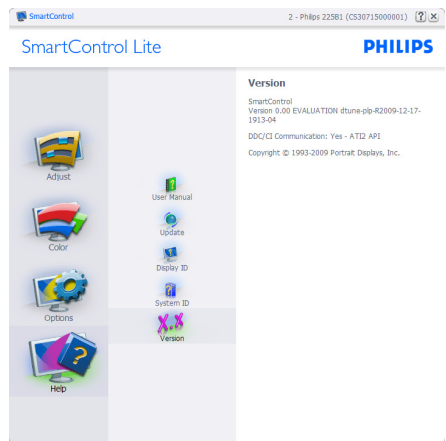 SmartControl
2 - Philips 225B1 (CS30715000001) ? x
SmartControl Lite
PHILIPS
Adjust
Color
Options
Help
User Manual
Update
Display ID
System ID
X.X
Version
Version
SmartControl
Version 0.00 EVALUATION dtune-plp-R2009-12-17-
1913-04
DDC/CI Communication: Yes - ATI2 API
Copyright © 1993-2009 Portrait Displays, Inc.